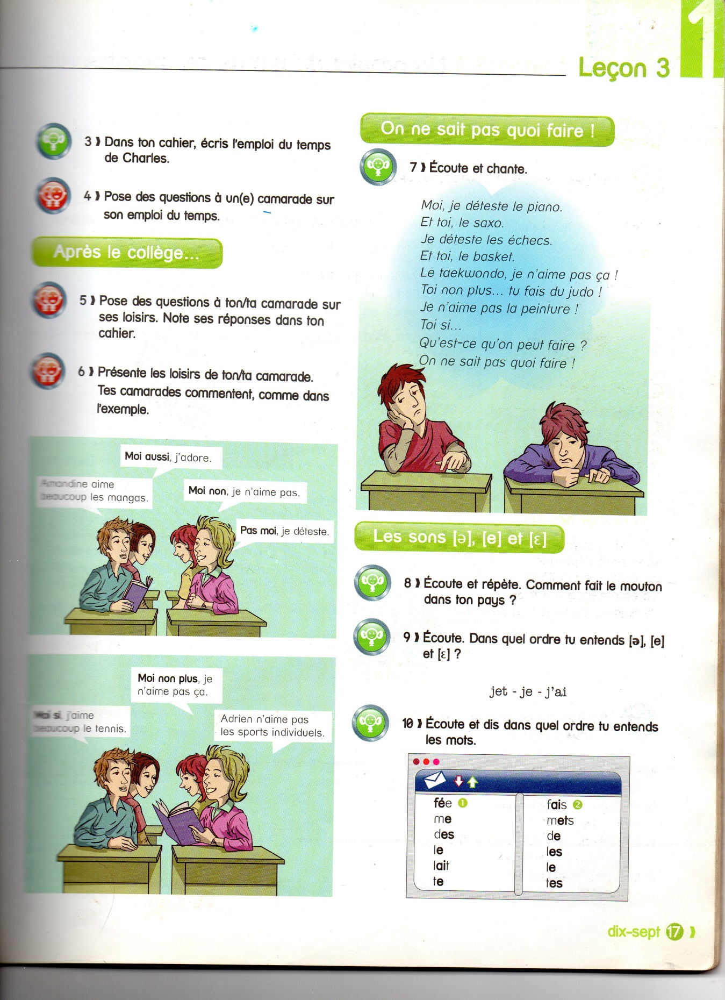 1
Leçon 3
3 ❫ Dans ton cahier, écris l'emploi du temps
de Charles.
4 ❫ Pose des questions à un(e) camarade sur
son emploi du temps.
Après le collège...
5 ❫ Pose des questions à ton/ta camarade sur
ses loisirs. Note ses réponses dans ton
cahier.
6 ❫ Présente les loisirs de ton/ta camarade.
Tes camarades commentent, comme dans
l'exemple.
Moi aussi, j'adore.
Amandine aime
beaucoup les mangas.
Moi non, je n'aime pas.
Pas moi, je déteste.
Moi non plus, je
n'aime pas ça.
Moi si, j'aime
beaucoup le tennis.
Adrien n'aime pas
les sports individuels.
On ne sait pas quoi faire !
7 ❫ Écoute et chante.
Moi, je déteste le piano.
Et toi, le saxo.
Je déteste les échecs.
Et toi, le basket.
Le taekwondo, je n'aime pas ça !
Toi non plus... tu fais du judo !
Je n'aime pas la peinture !
Toi si...
Qu'est-ce qu'on peut faire ?
On ne sait pas quoi faire !
Les sons [ə], [e] et [ɛ]
8 ❫ Écoute et répète. Comment fait le mouton
dans ton pays ?
9 ❫ Écoute. Dans quel ordre tu entends [ə], [e]
et [ɛ] ?
jet - je - j'ai
10 ❫ Écoute et dis dans quel ordre tu entends
les mots.
fée 1 fais 2
me mets
des de
le les
lait le
te tes
dix-sept 17 ❫